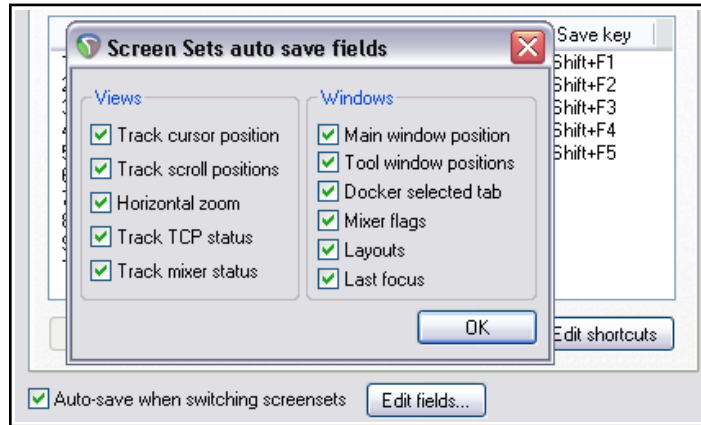 Save key
Screen Sets auto save fields
Shift+F1
Shift+F2
Shift+F3
Shift+F4
Shift+F5
Views
Track cursor position
Track scroll positions
Horizontal zoom
Track TCP status
Track mixer status
Windows
Main window position
Tool window positions
Docker selected tab
Mixer flags
Layouts
Last focus
OK
Edit shortcuts
Auto-save when switching screensets
Edit fields...